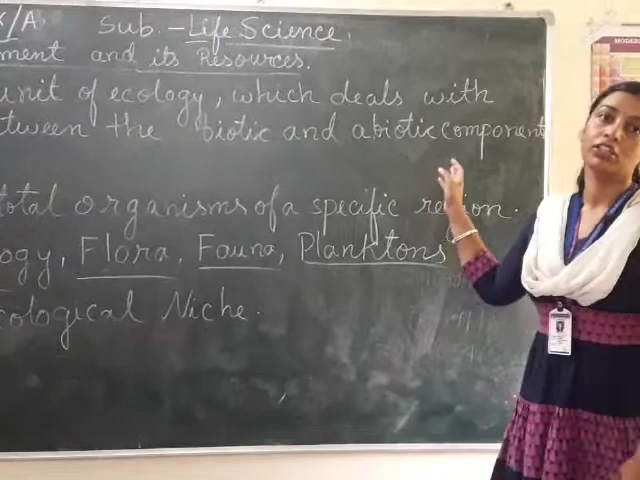 X/A Sub. - Life Science.
ment and its Resources.
unit of ecology, which deals with
tween the biotic and abiotic component
total organisms of a specific region.
ogy, Flora, Fauna, Planktons
cological Niche.
MODERN